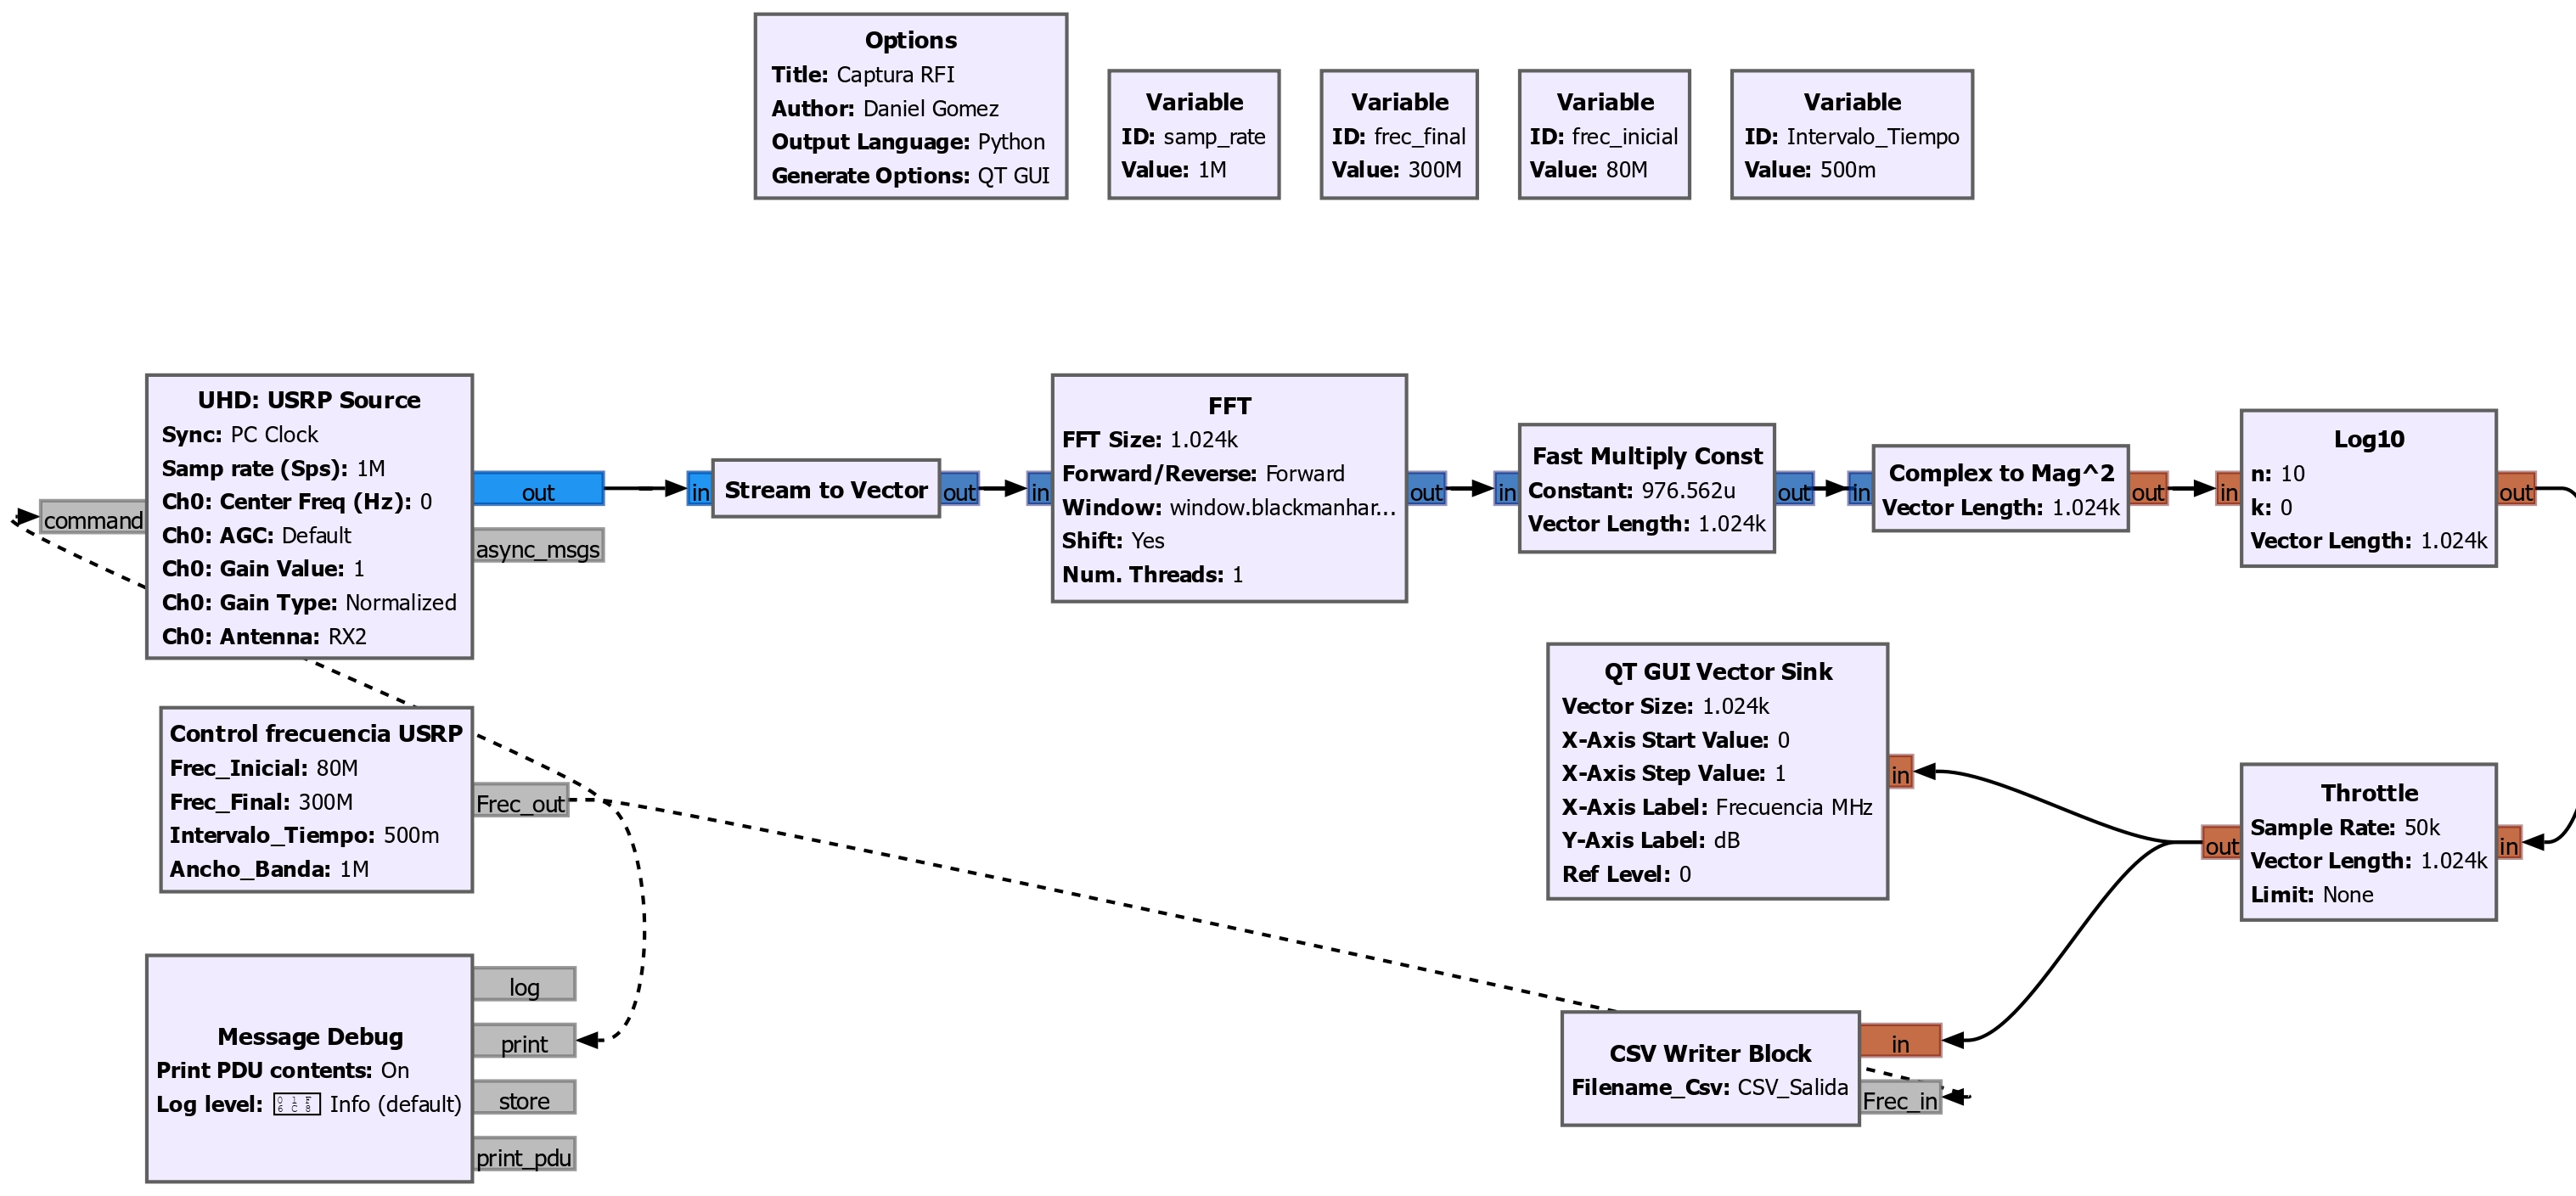 Options
Title: Captura RFI
Author: Daniel Gomez
Output Language: Python
Generate Options: QT GUI
Variable
ID: samp_rate
Value: 1M
Variable
ID: frec_final
Value: 300M
Variable
ID: frec_inicial
Value: 80M
Variable
ID: Intervalo_Tiempo
Value: 500m
command
UHD: USRP Source
Sync: PC Clock
Samp rate (Sps): 1M
Ch0: Center Freq (Hz): 0
Ch0: AGC: Default
Ch0: Gain Value: 1
Ch0: Gain Type: Normalized
Ch0: Antenna: RX2
out
async_msgs
in
Stream to Vector
out
in
FFT
FFT Size: 1.024k
Forward/Reverse: Forward
Window: window.blackmanhar...
Shift: Yes
Num. Threads: 1
out
in
Fast Multiply Const
Constant: 976.562u
Vector Length: 1.024k
out
in
Complex to Mag^2
Vector Length: 1.024k
out
in
Log10
n: 10
k: 0
Vector Length: 1.024k
out
Control frecuencia USRP
Frec_Inicial: 80M
Frec_Final: 300M
Intervalo_Tiempo: 500m
Ancho_Banda: 1M
Frec_out
QT GUI Vector Sink
Vector Size: 1.024k
X-Axis Start Value: 0
X-Axis Step Value: 1
X-Axis Label: Frecuencia MHz
Y-Axis Label: dB
Ref Level: 0
in
out
Throttle
Sample Rate: 50k
Vector Length: 1.024k
Limit: None
in
Message Debug
Print PDU contents: On
Log level: Info (default)
log
print
store
print_pdu
CSV Writer Block
Filename_Csv: CSV_Salida
in
Frec_in